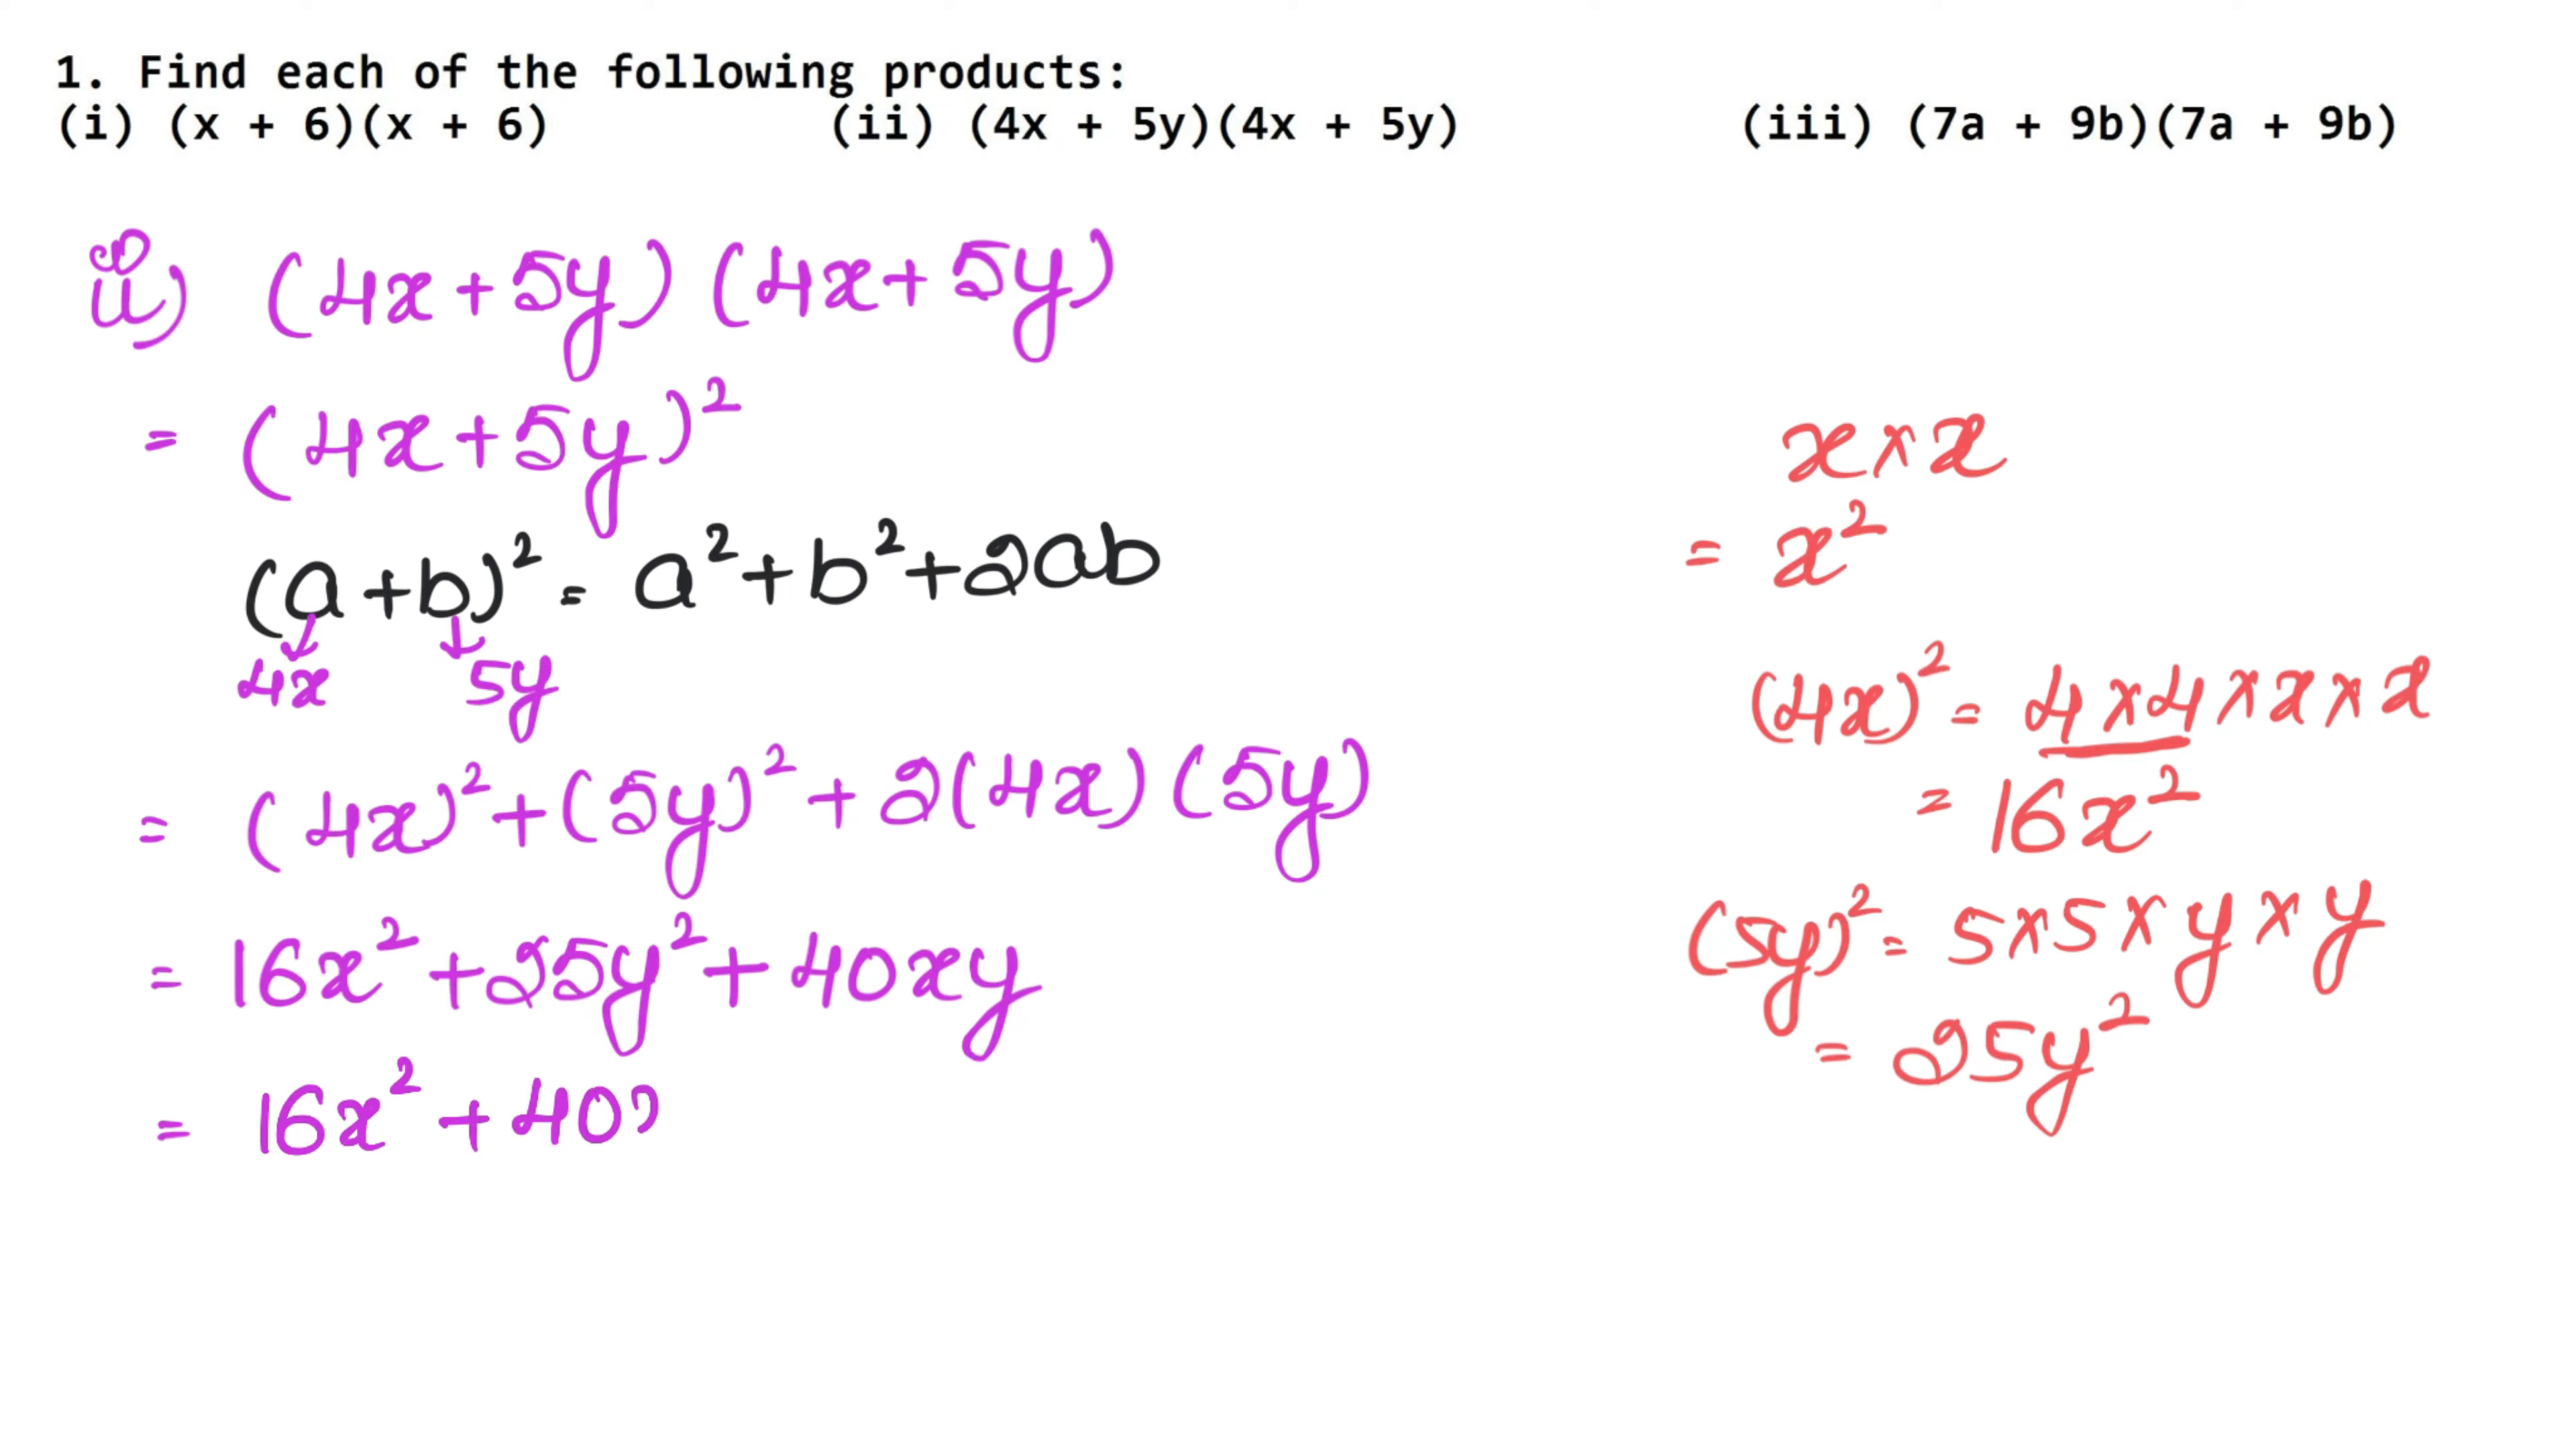 1. Find each of the following products:
(i) (x + 6)(x + 6) (ii) (4x + 5y)(4x + 5y) (iii) (7a + 9b)(7a + 9b)
ii) (4x+5y) (4x+5y)
= (4x+5y)²
(a+b)² = a²+b²+2ab
4x 5y
= (4x)²+(5y)²+2(4x)(5y)
= 16x²+25y²+40xy
= 16x²+40
x×x
= x²
(4x)² = 4×4×x×x
= 16x²
(5y)² = 5×5×y×y
= 25y²